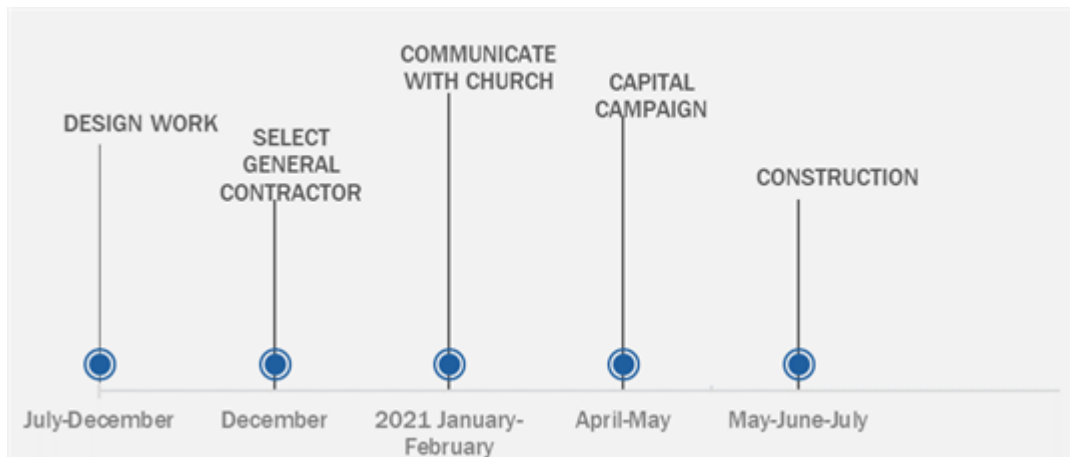 DESIGN WORK
SELECT
GENERAL
CONTRACTOR
COMMUNICATE
WITH CHURCH
CAPITAL
CAMPAIGN
CONSTRUCTION
July-December
December
2021 January-
February
April-May
May-June-July